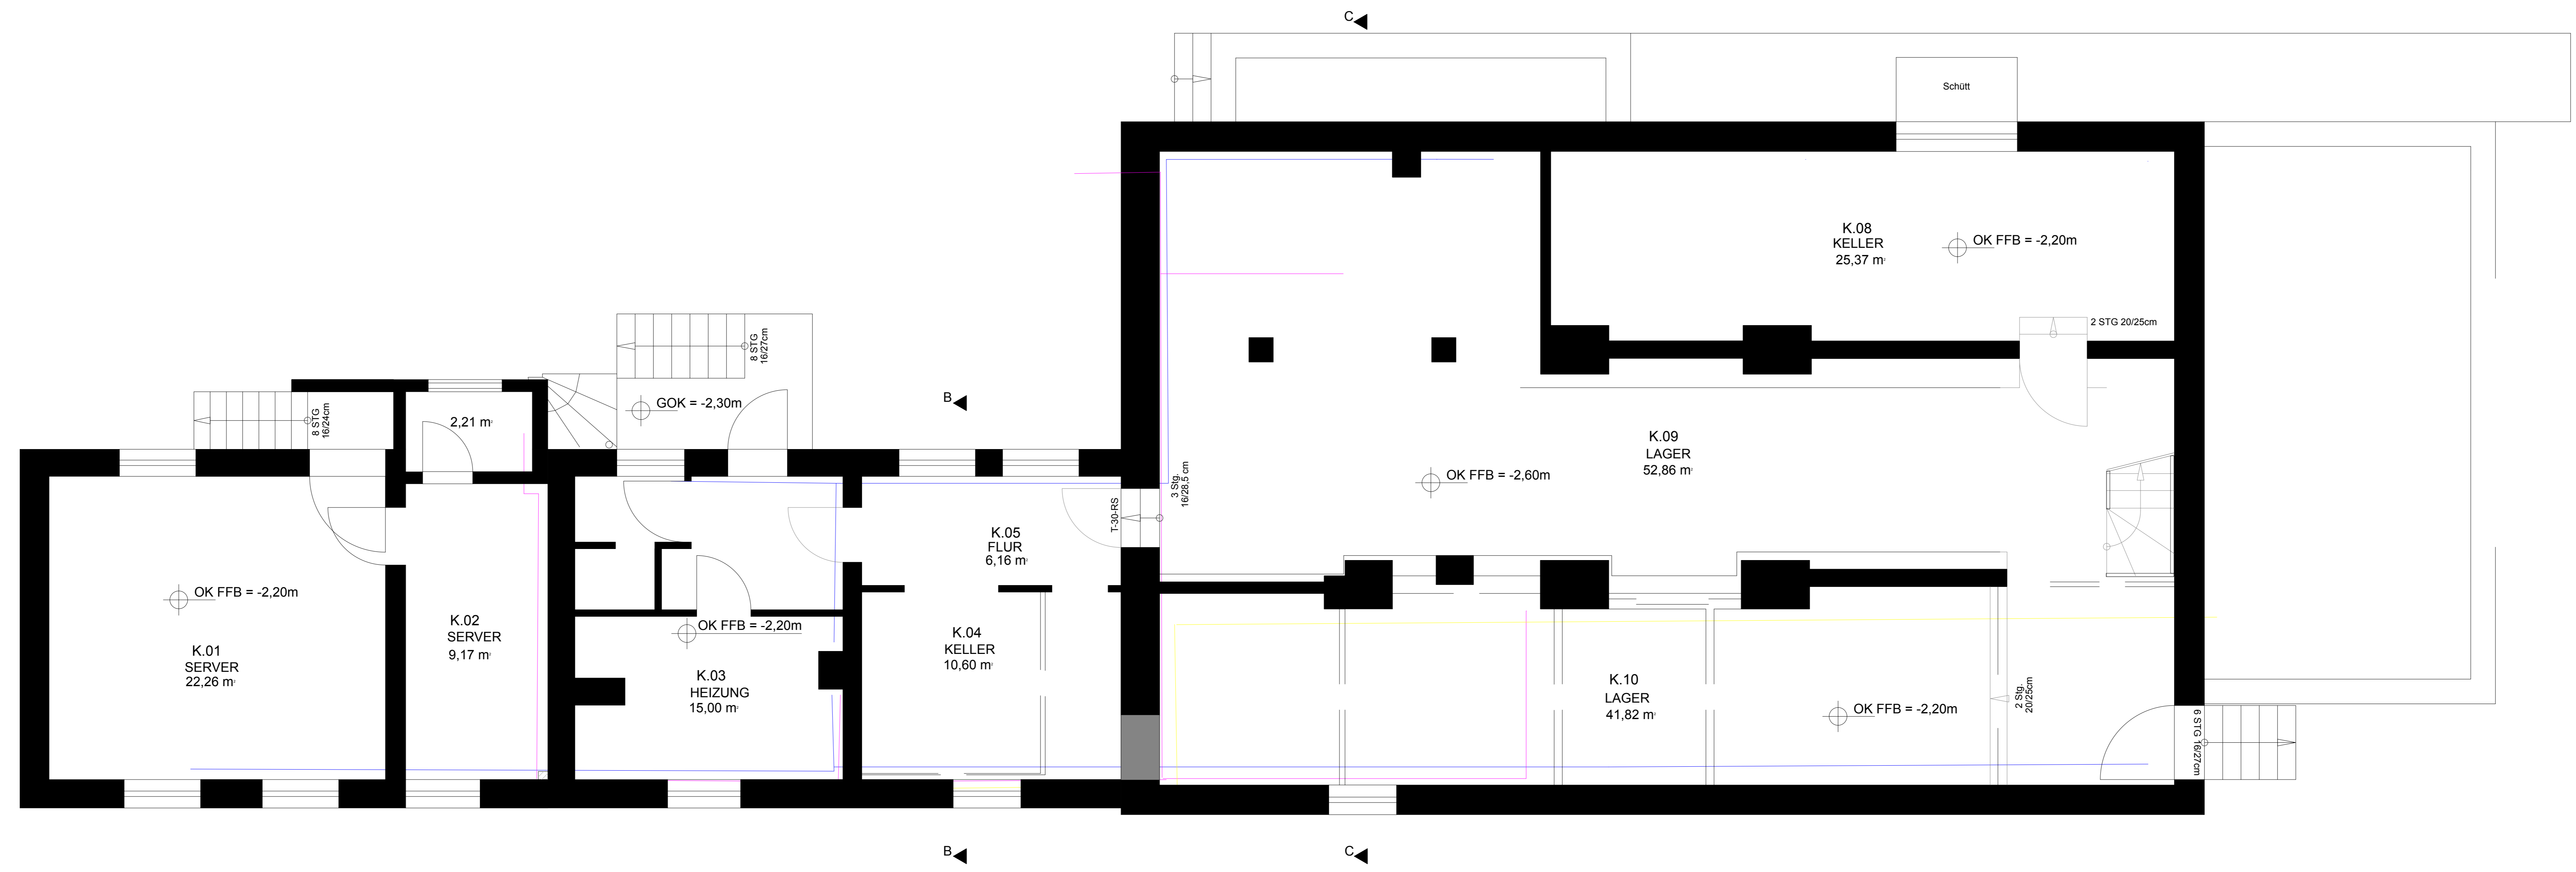 C
Schütt
K.08
KELLER
25,37 m²
OK FFB = -2,20m
2 STG 20/25cm
8 STG
16/27cm
GOK = -2,30m
B
8 STG
16/24cm
2,21 m²
K.09
LAGER
52,86 m²
OK FFB = -2,60m
3 Stg.
16/28,5 cm
T-30-RS
K.05
FLUR
6,16 m²
OK FFB = -2,20m
K.01
SERVER
22,26 m²
K.02
SERVER
9,17 m²
OK FFB = -2,20m
K.03
HEIZUNG
15,00 m²
K.04
KELLER
10,60 m²
K.10
LAGER
41,82 m²
OK FFB = -2,20m
2 Stg.
20/25cm
6 STG 16/27cm
B
C